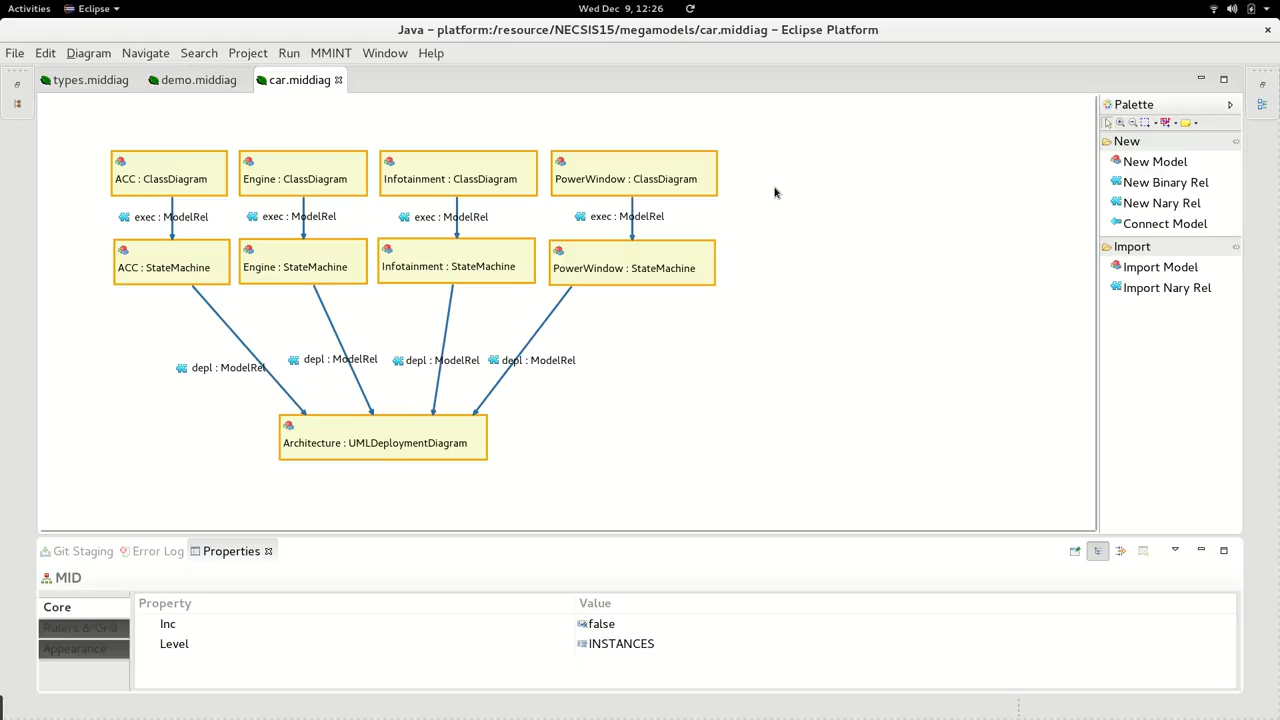 Activities Eclipse Wed Dec 9, 12:26
Java – platform:/resource/NECSIS15/megamodels/car.middiag – Eclipse Platform
File Edit Diagram Navigate Search Project Run MMINT Window Help
types.middiag demo.middiag car.middiag
Palette
New
New Model
New Binary Rel
New Nary Rel
Connect Model
Import
Import Model
Import Nary Rel
ACC : ClassDiagram Engine : ClassDiagram Infotainment : ClassDiagram PowerWindow : ClassDiagram
exec : ModelRel exec : ModelRel exec : ModelRel exec : ModelRel
ACC : StateMachine Engine : StateMachine Infotainment : StateMachine PowerWindow : StateMachine
depl : ModelRel depl : ModelRel depl : ModelRel depl : ModelRel
Architecture : UMLDeploymentDiagram
Git Staging Error Log Properties
MID
Core
Rulers & Grid
Appearance
Property Value
Inc false
Level INSTANCES